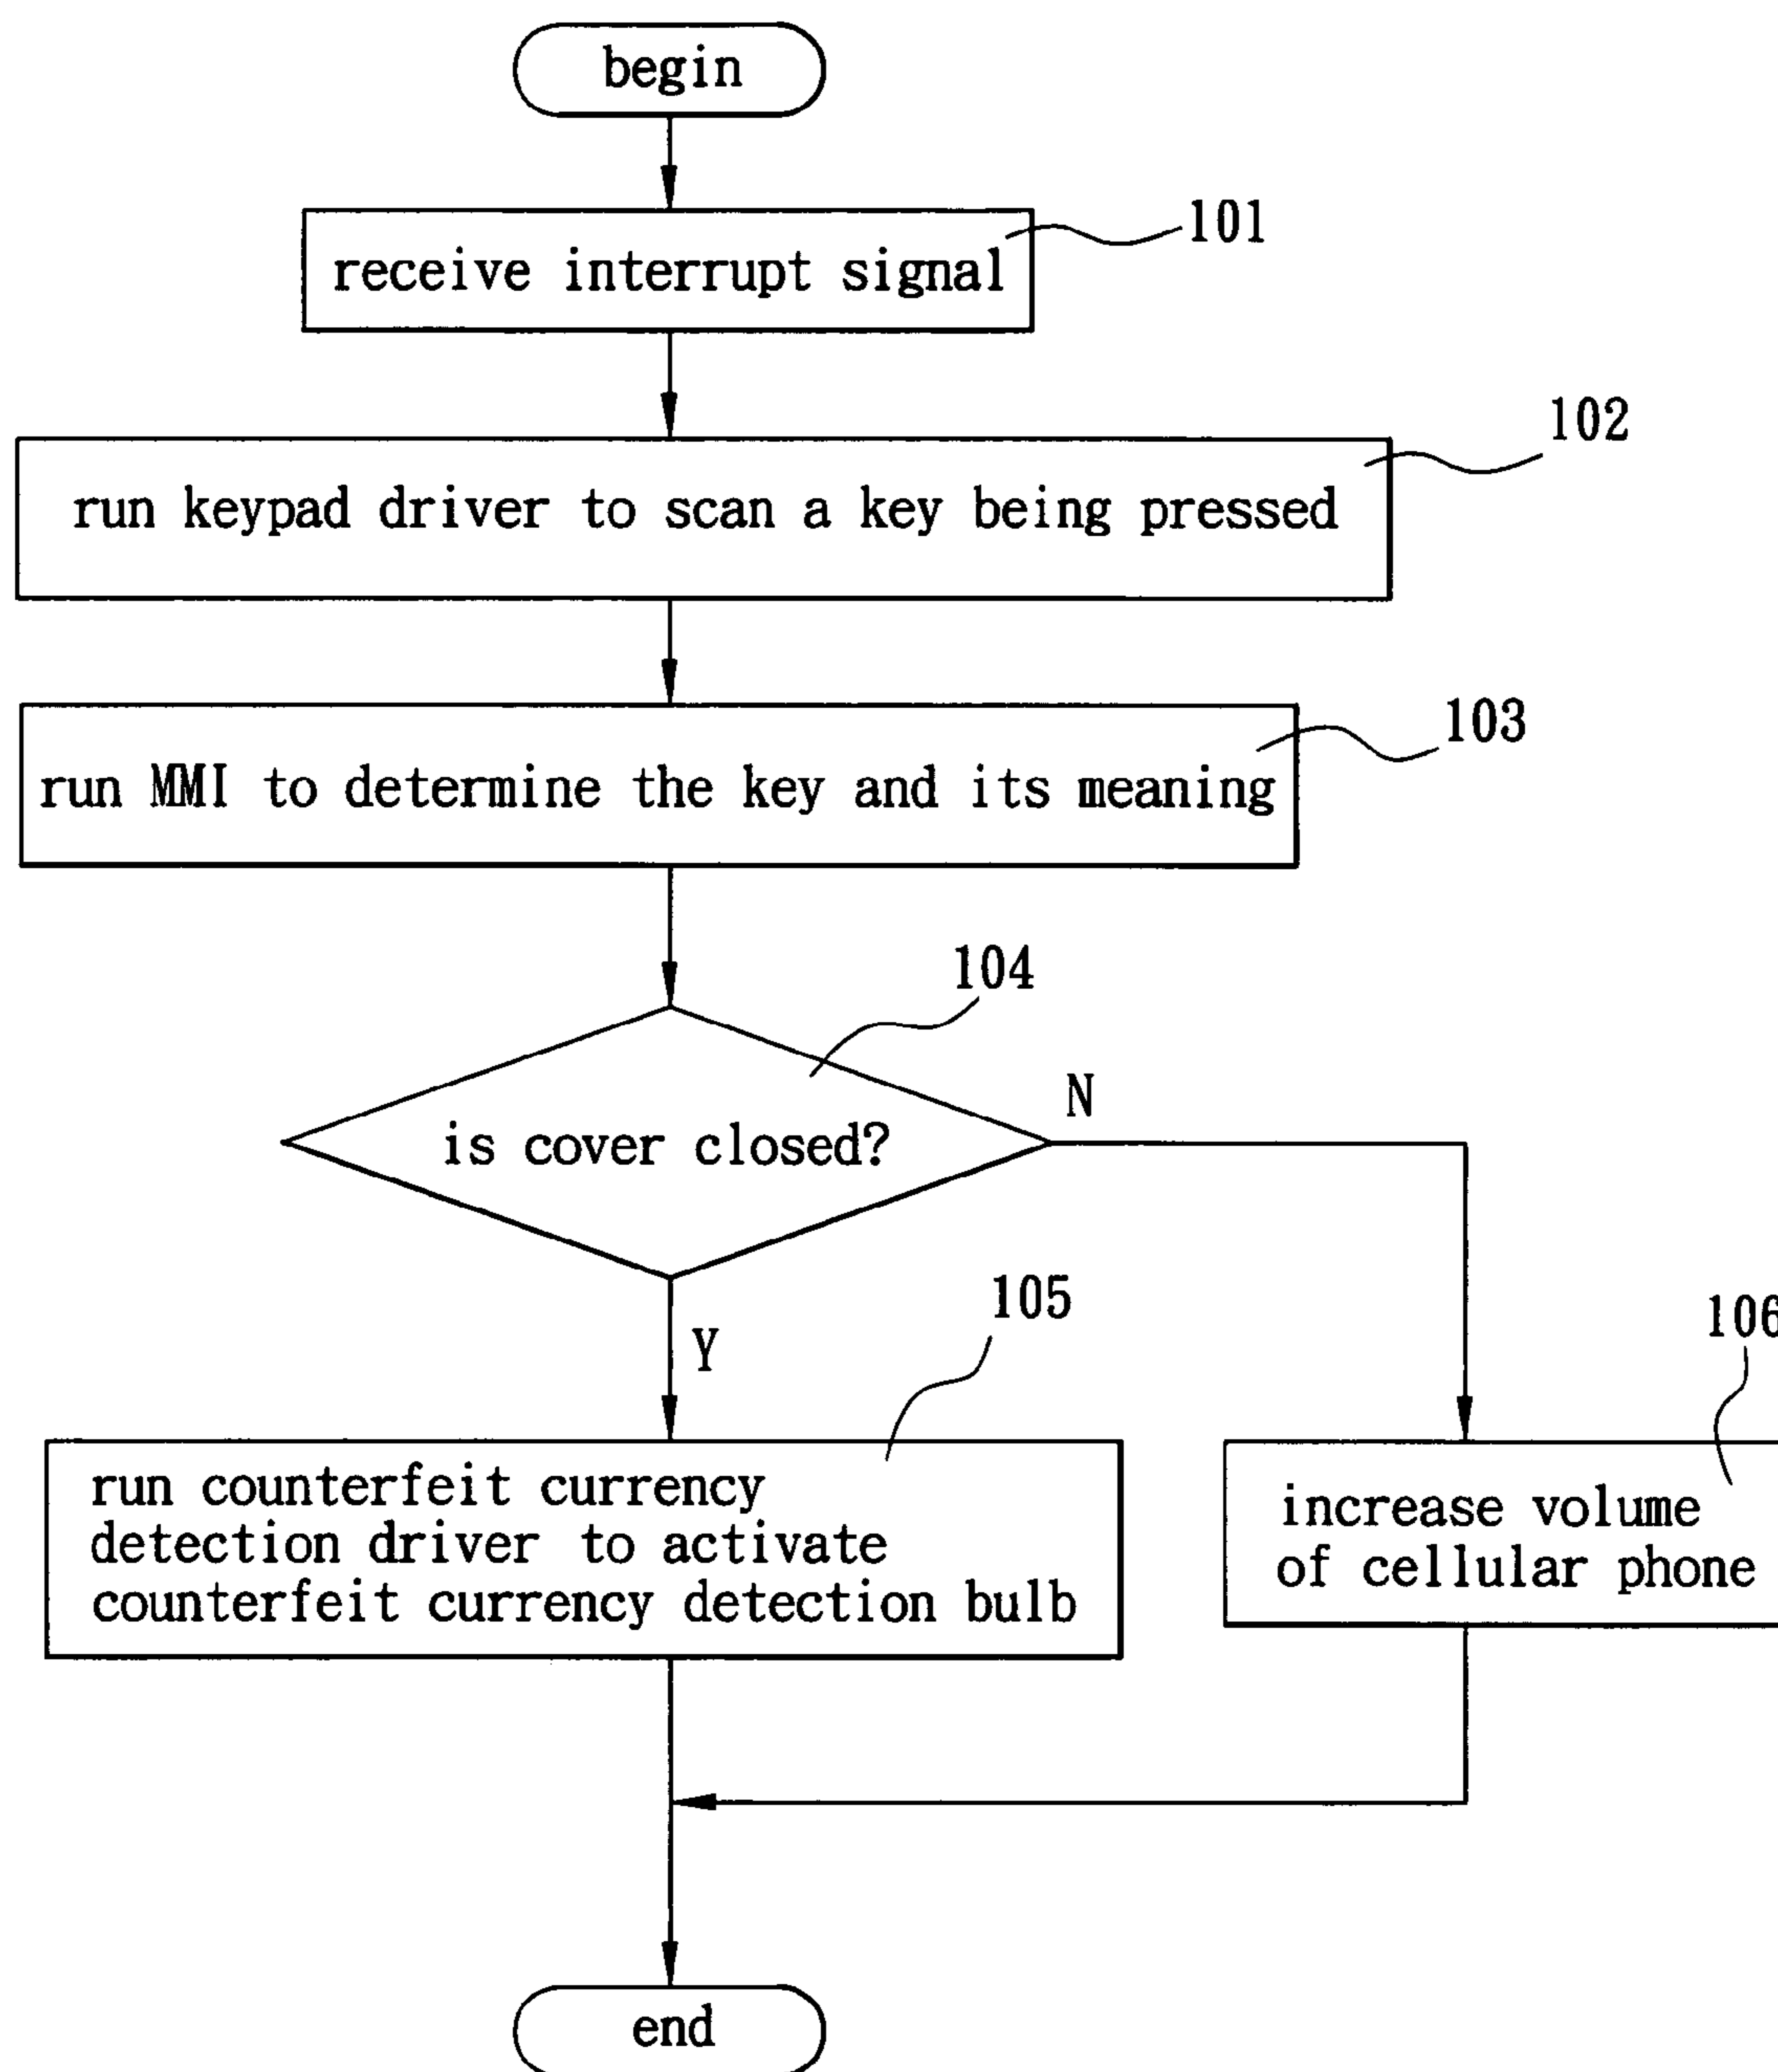 begin
101
receive interrupt signal
102
run keypad driver to scan a key being pressed
103
run MMI to determine the key and its meaning
104
is cover closed?
N
Y
105
106
run counterfeit currency
detection driver to activate
counterfeit currency detection bulb
increase volume
of cellular phone
end